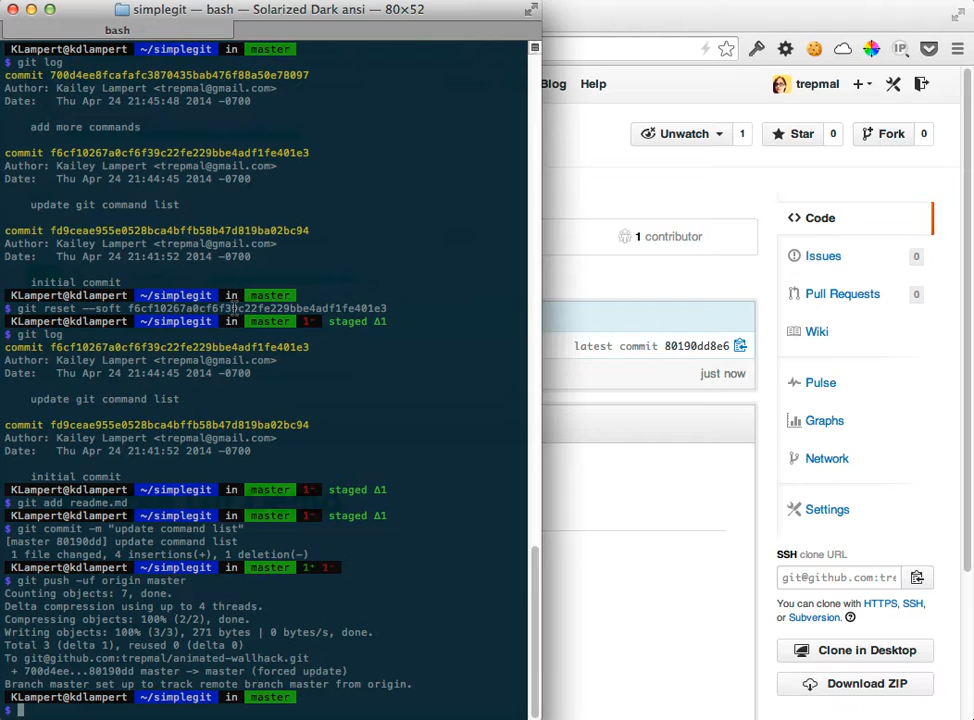 simplegit — bash — Solarized Dark ansi — 80×52
bash
KLampert@kdlampert ~/simplegit in master
$ git log
commit 700d4ee8fcafafc3870435bab476f88a50e78097
Author: Kailey Lampert <trepmal@gmail.com>
Date:   Thu Apr 24 21:45:48 2014 -0700
add more commands
commit f6cf10267a0cf6f39c22fe229bbe4adf1fe401e3
Author: Kailey Lampert <trepmal@gmail.com>
Date:   Thu Apr 24 21:44:45 2014 -0700
update git command list
commit fd9ceae955e0528bca4bffb58b47d819ba02bc94
Author: Kailey Lampert <trepmal@gmail.com>
Date:   Thu Apr 24 21:41:52 2014 -0700
initial commit
KLampert@kdlampert ~/simplegit in master
$ git reset --soft f6cf10267a0cf6f39c22fe229bbe4adf1fe401e3
KLampert@kdlampert ~/simplegit in master 1- staged Δ1
$ git log
commit f6cf10267a0cf6f39c22fe229bbe4adf1fe401e3
Author: Kailey Lampert <trepmal@gmail.com>
Date:   Thu Apr 24 21:44:45 2014 -0700
update git command list
commit fd9ceae955e0528bca4bffb58b47d819ba02bc94
Author: Kailey Lampert <trepmal@gmail.com>
Date:   Thu Apr 24 21:41:52 2014 -0700
initial commit
KLampert@kdlampert ~/simplegit in master 1- staged Δ1
$ git add readme.md
KLampert@kdlampert ~/simplegit in master 1- staged Δ1
$ git commit -m "update command list"
[master 80190dd] update command list
1 file changed, 4 insertions(+), 1 deletion(-)
KLampert@kdlampert ~/simplegit in master 1+ 1-
$ git push -uf origin master
Counting objects: 7, done.
Delta compression using up to 4 threads.
Compressing objects: 100% (2/2), done.
Writing objects: 100% (3/3), 271 bytes | 0 bytes/s, done.
Total 3 (delta 1), reused 0 (delta 0)
To git@github.com:trepmal/animated-wallhack.git
+ 700d4ee...80190dd master -> master (forced update)
Branch master set up to track remote branch master from origin.
KLampert@kdlampert ~/simplegit in master
$
IP
Blog Help
trepmal
Unwatch 1 Star 0 Fork 0
1 contributor
latest commit 80190dd8e6
just now
Code
Issues 0
Pull Requests 0
Wiki
Pulse
Graphs
Network
Settings
SSH clone URL
git@github.com:tre
You can clone with HTTPS, SSH,
or Subversion.
Clone in Desktop
Download ZIP